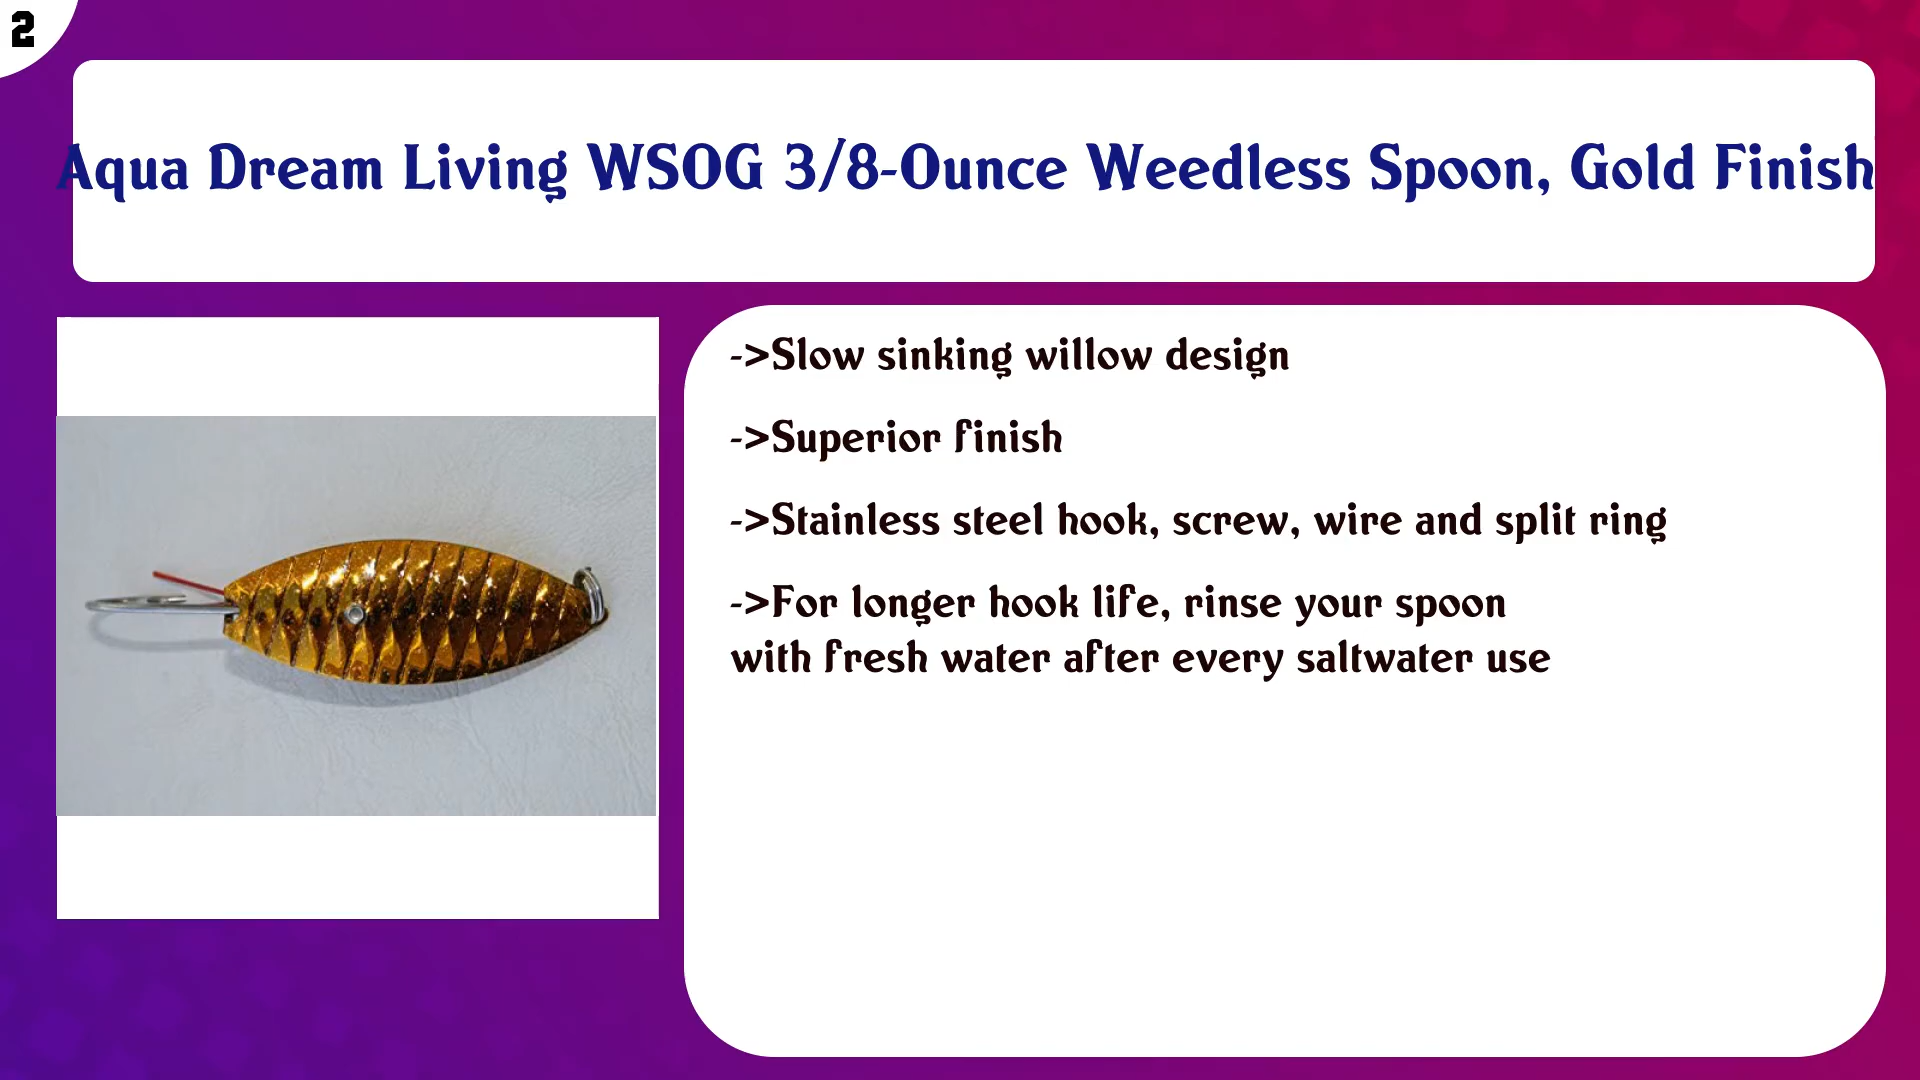 2
Aqua Dream Living WSOG 3/8-Ounce Weedless Spoon, Gold Finish
->Slow sinking willow design
->Superior finish
->Stainless steel hook, screw, wire and split ring
->For longer hook life, rinse your spoon
with fresh water after every saltwater use